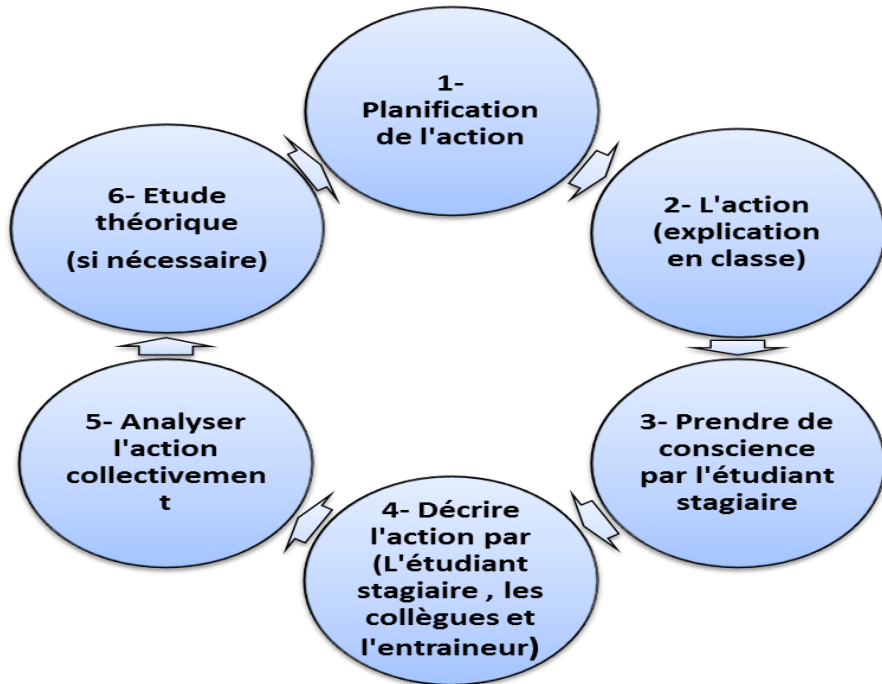 1-
Planification
de l'action
2- L'action
(explication
en classe)
3- Prendre de
conscience
par l'étudiant
stagiaire
4- Décrire
l'action par
(L'étudiant
stagiaire , les
collègues et
l'entraineur)
5- Analyser
l'action
collectivemen
t
6- Etude
théorique
(si nécessaire)